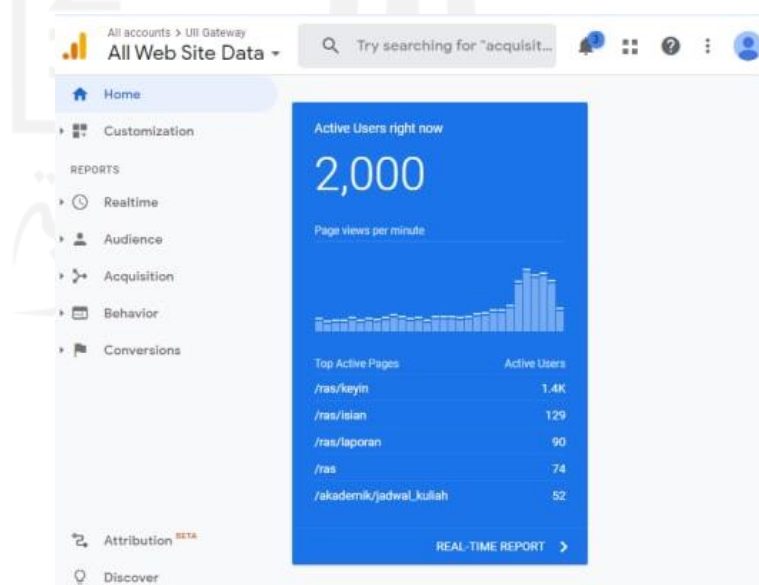 All accounts > UII Gateway
All Web Site Data
Try searching for "acquisit...
3
Home
Customization
REPORTS
Realtime
Audience
Acquisition
Behavior
Conversions
Attribution BETA
Discover
Active Users right now
2,000
Page views per minute
Top Active Pages Active Users
/ras/keyin 1.4K
/ras/isian 129
/ras/laporan 90
/ras 74
/akademik/jadwal_kuliah 52
REAL-TIME REPORT >